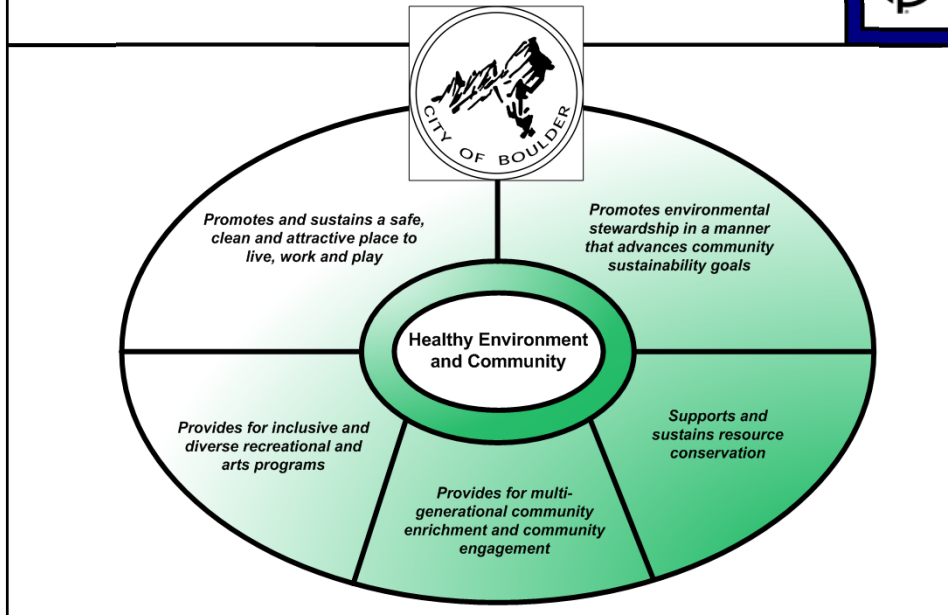 CITY OF BOULDER
Promotes and sustains a safe,
clean and attractive place to
live, work and play
Promotes environmental
stewardship in a manner
that advances community
sustainability goals
Healthy Environment
and Community
Provides for inclusive and
diverse recreational and
arts programs
Provides for multi-
generational community
enrichment and community
engagement
Supports and
sustains resource
conservation